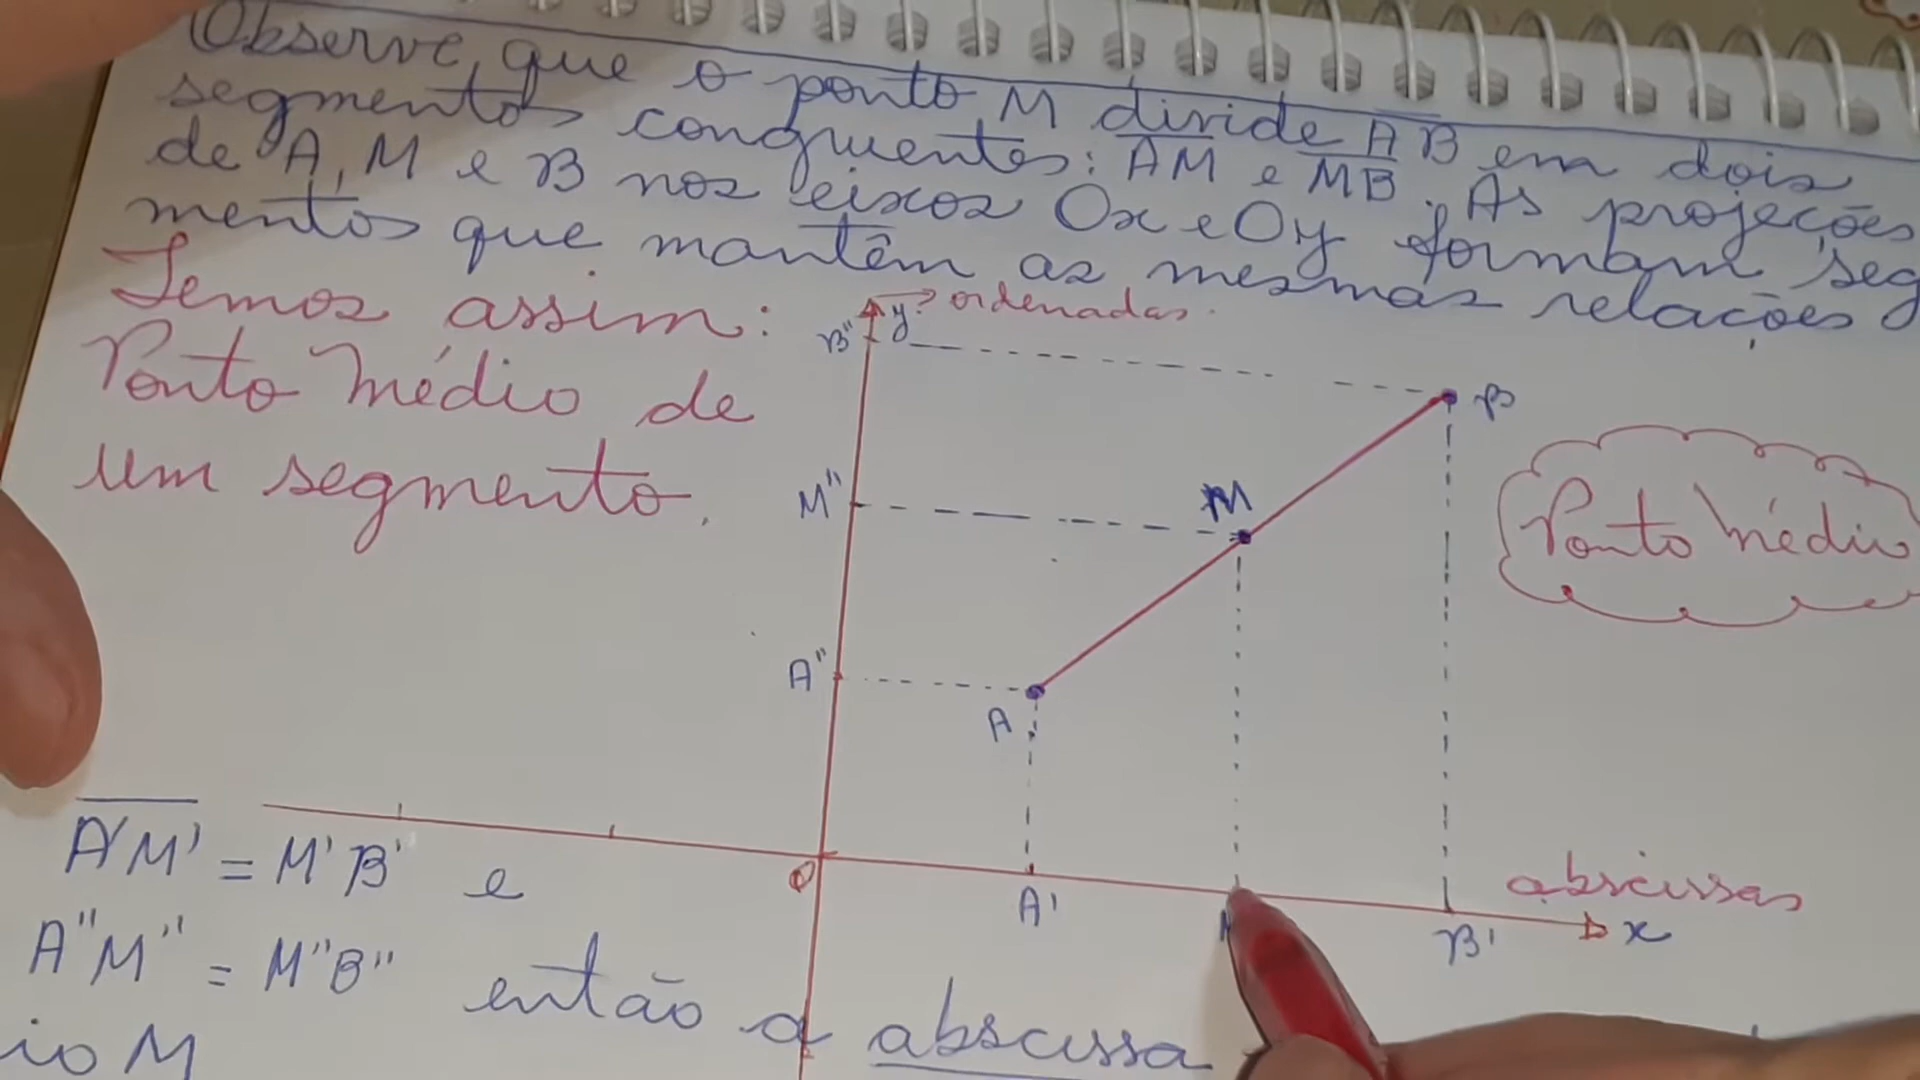 Observe, que o ponto M divide AB em dois
segmentos congruentes: AM e MB. As projeções
de A, M e B nos eixos Ox e Oy formam seg
mentos que mantêm as mesmas relações
Temos assim:
Ponto médio de
um segmento.
y → ordenadas.
B"
B
M"
M
Ponto médio
A"
A
O
A'
B'
abscissas
x
A'M' = M'B' e
A"M" = M"B" então a abscissa
io M